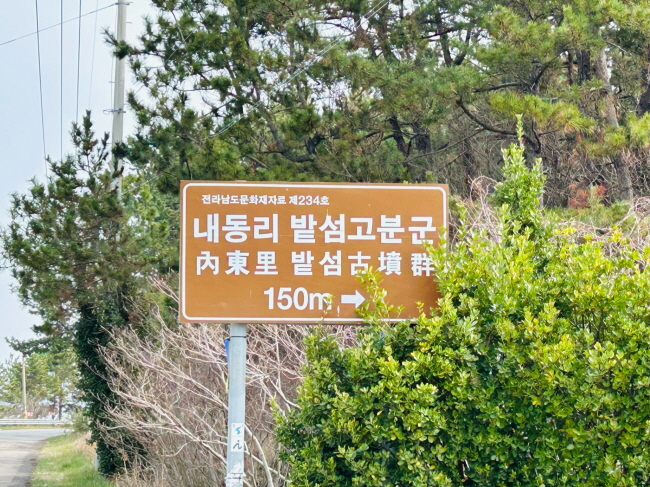 전라남도문화재자료 제234호
내동리 밭섬고분군
內東里 밭섬古墳群
150m →